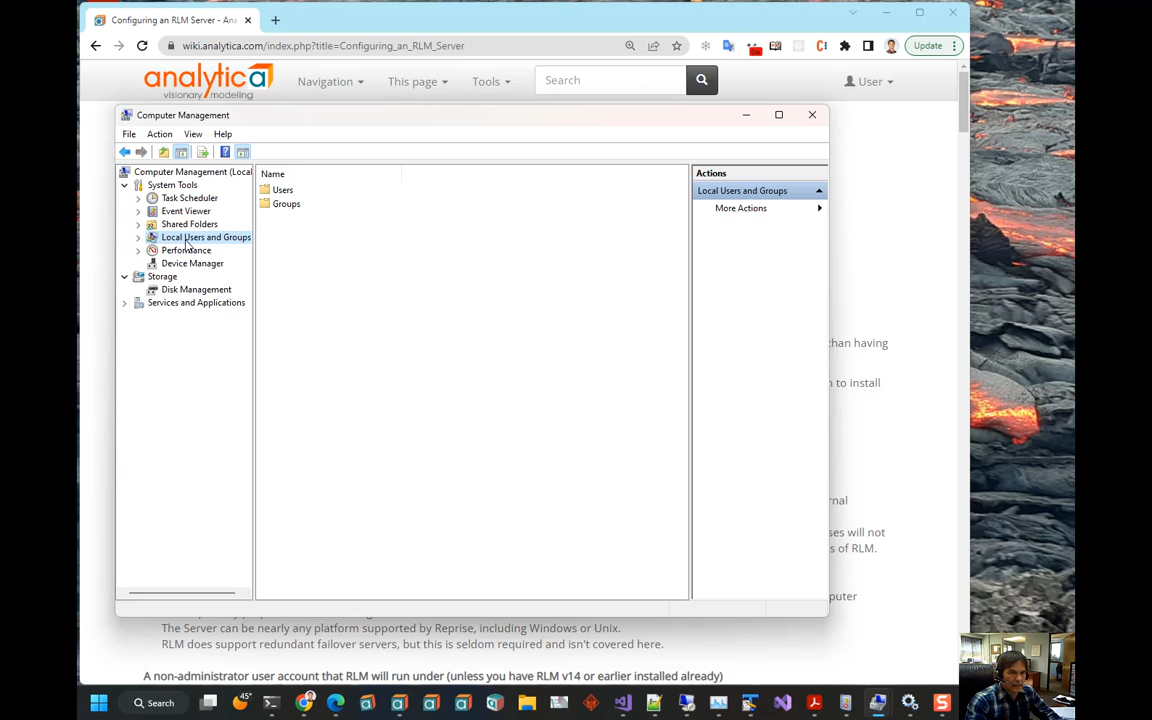 Configuring an RLM Server - Ana
wiki.analytica.com/index.php?title=Configuring_an_RLM_Server
Update
analytica
visionary modeling
Navigation
This page
Tools
Search
User
Computer Management
File Action View Help
Computer Management (Local
System Tools
Task Scheduler
Event Viewer
Shared Folders
Local Users and Groups
Performance
Device Manager
Storage
Disk Management
Services and Applications
Name
Users
Groups
Actions
Local Users and Groups
More Actions
than having
n to install
rnal
ses will not
s of RLM.
puter
The Server can be nearly any platform supported by Reprise, including Windows or Unix.
RLM does support redundant failover servers, but this is seldom required and isn't covered here.
A non-administrator user account that RLM will run under (unless you have RLM v14 or earlier installed already)
Search
45°